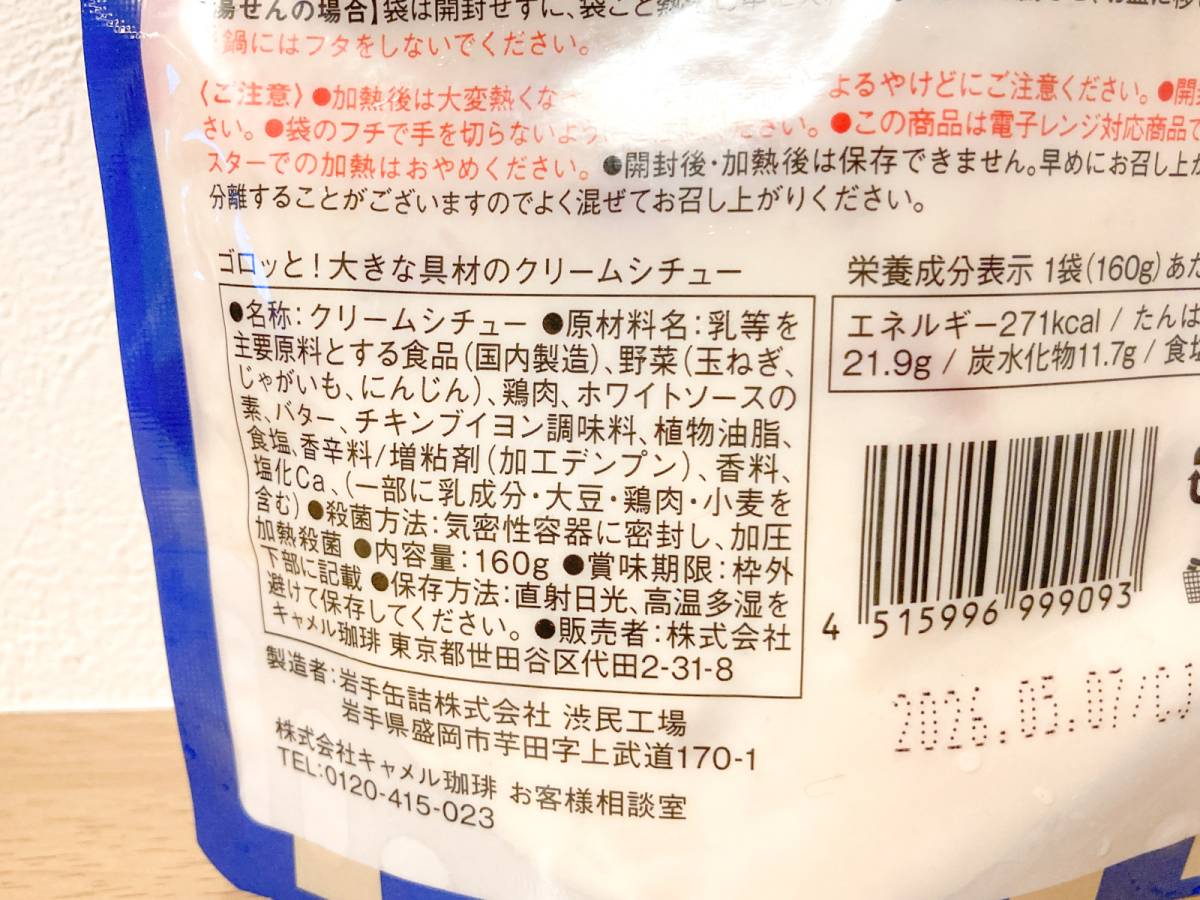 湯せんの場合】袋は開封せずに、袋ごと熱
鍋にはフタをしないでください。
〈ご注意〉●加熱後は大変熱くな よるやけどにご注意ください。●開
さい。●袋のフチで手を切らないよう ください。●この商品は電子レンジ対応商品で
スターでの加熱はおやめください。●開封後・加熱後は保存できません。早めにお召し上が
分離することがございますのでよく混ぜてお召し上がりください。
ゴロッと!大きな具材のクリームシチュー
●名称:クリームシチュー ●原材料名:乳等を
主要原料とする食品(国内製造)、野菜(玉ねぎ、
じゃがいも、にんじん)、鶏肉、ホワイトソースの
素、バター、チキンブイヨン調味料、植物油脂、
食塩、香辛料/増粘剤(加工デンプン)、香料、
塩化Ca、(一部に乳成分・大豆・鶏肉・小麦を
含む)●殺菌方法:気密性容器に密封し、加圧
加熱殺菌 ●内容量:160g ●賞味期限:枠外
下部に記載 ●保存方法:直射日光、高温多湿を
避けて保存してください。●販売者:株式会社
キャメル珈琲 東京都世田谷区代田2-31-8
製造者:岩手缶詰株式会社 渋民工場
岩手県盛岡市芋田字上武道170-1
株式会社キャメル珈琲 お客様相談室
TEL:0120-415-023
栄養成分表示 1袋(160g)あた
エネルギー271kcal / たんぱ
21.9g / 炭水化物11.7g / 食塩
4 515996 999093
2026.05.07/CJ